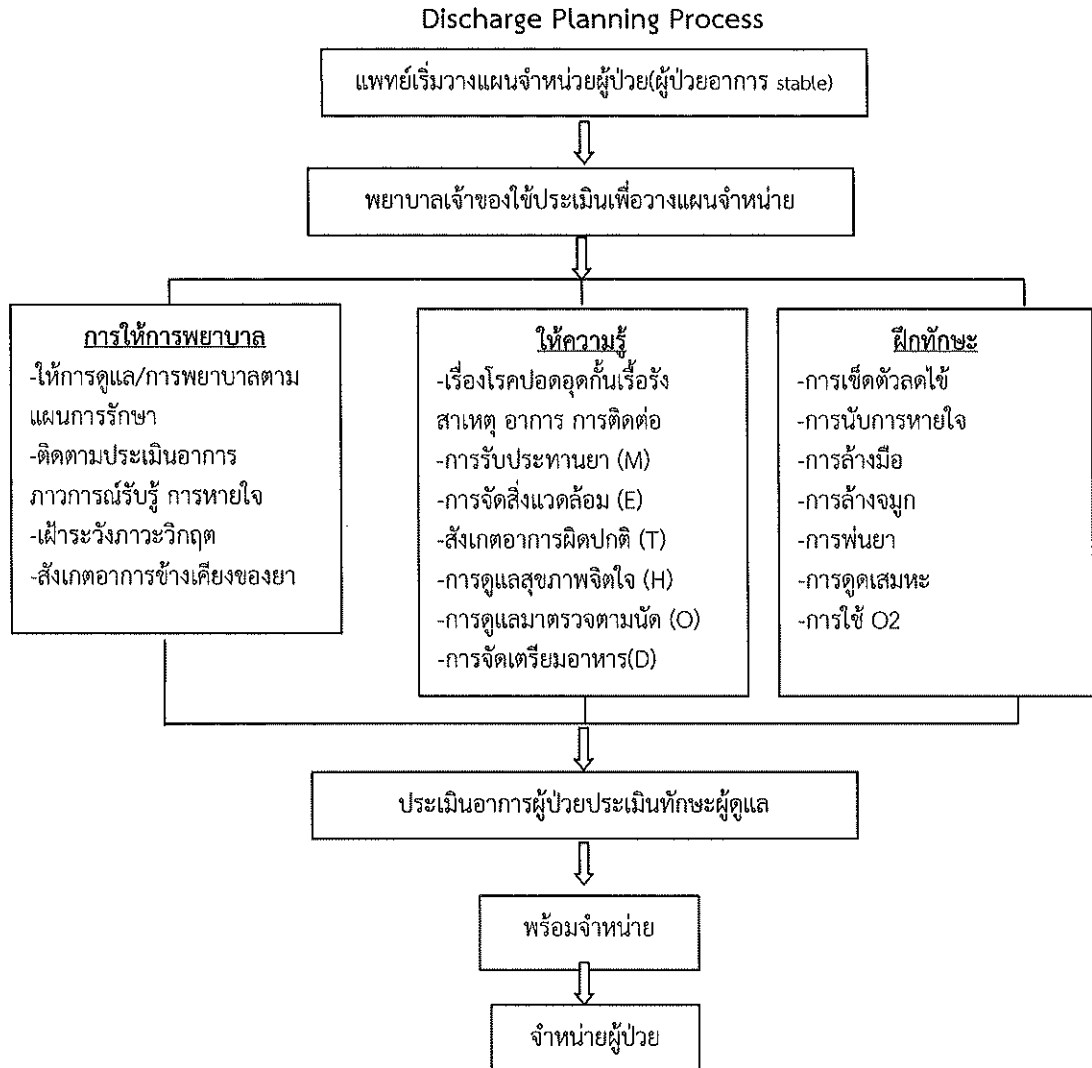 Discharge Planning Process
แพทย์เริ่มวางแผนจำหน่วยผู้ป่วย(ผู้ป่วยอาการ stable)
พยาบาลเจ้าของใช้ประเมินเพื่อวางแผนจำหน่าย
การให้การพยาบาล
-ให้การดูแล/การพยาบาลตาม
แผนการรักษา
-ติดตามประเมินอาการ
ภาวการณ์รับรู้ การหายใจ
-เฝ้าระวังภาวะวิกฤต
-สังเกตอาการข้างเคียงของยา
ให้ความรู้
-เรื่องโรคปอดอุดกั้นเรื้อรัง
สาเหตุ อาการ การติดต่อ
-การรับประทานยา (M)
-การจัดสิ่งแวดล้อม (E)
-สังเกตอาการผิดปกติ (T)
-การดูแลสุขภาพจิตใจ (H)
-การดูแลมาตรวจตามนัด (O)
-การจัดเตรียมอาหาร(D)
ฝึกทักษะ
-การเช็ดตัวลดไข้
-การนับการหายใจ
-การล้างมือ
-การล้างจมูก
-การพ่นยา
-การดูดเสมหะ
-การใช้ O2
ประเมินอาการผู้ป่วยประเมินทักษะผู้ดูแล
พร้อมจำหน่าย
จำหน่ายผู้ป่วย